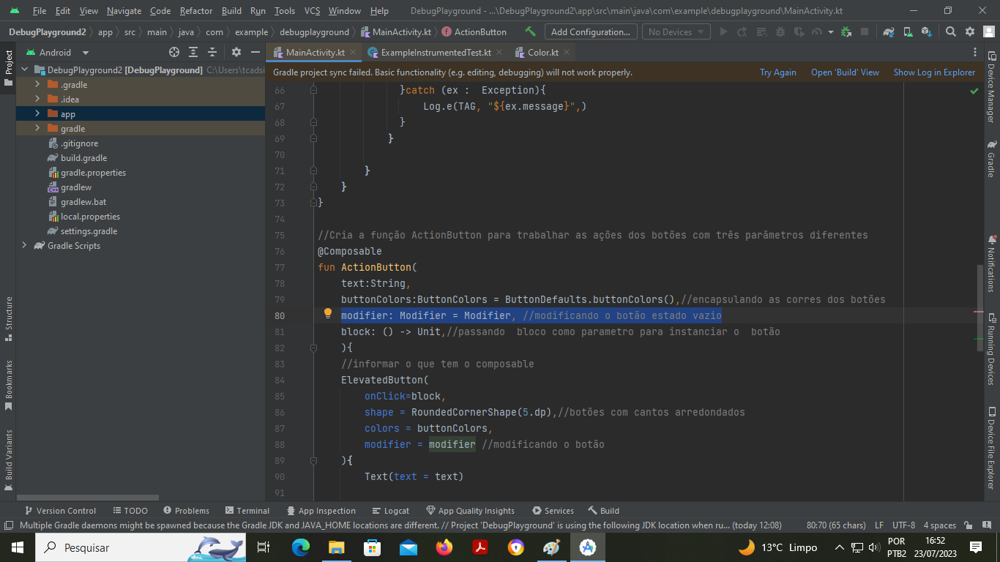 File Edit View Navigate Code Refactor Build Run Tools VCS Window Help DebugPlayground - ...\DebugPlayground2\app\src\main\java\com\example\debugplayground\MainActivity.kt
DebugPlayground2 app src main java com example debugplayground MainActivity.kt ActionButton Add Configuration... No Devices
Android MainActivity.kt ExampleInstrumentedTest.kt Color.kt
Gradle project sync failed. Basic functionality (e.g. editing, debugging) will not work properly. Try Again Open 'Build' View Show Log in Explorer
Project
Structure
Bookmarks
Build Variants
DebugPlayground2 [DebugPlayground] C:\Users\tcadsi
.gradle
.idea
app
gradle
.gitignore
build.gradle
gradle.properties
gradlew
gradlew.bat
local.properties
settings.gradle
Gradle Scripts
66 }catch (ex :  Exception){
67 Log.e(TAG, "${ex.message}",)
68 }
69 }
70
71 }
72 }
73 }
74
75 //Cria a função ActionButton para trabalhar as ações dos botões com três parâmetros diferentes
76 @Composable
77 fun ActionButton(
78 text:String,
79 buttonColors:ButtonColors = ButtonDefaults.buttonColors(),//encapsulando as corres dos botões
80 modifier: Modifier = Modifier, //modificando o botão estado vazio
81 block: () -> Unit,//passando  bloco como parametro para instanciar o  botão
82 ){
83 //informar o que tem o composable
84 ElevatedButton(
85 onClick=block,
86 shape = RoundedCornerShape(5.dp),//botões com cantos arredondados
87 colors = buttonColors,
88 modifier = modifier //modificando o botão
89 ){
90 Text(text = text)
91
Device Manager
Gradle
Notifications
Running Devices
Device File Explorer
Version Control TODO Problems Terminal App Inspection Logcat App Quality Insights Services Build
Multiple Gradle daemons might be spawned because the Gradle JDK and JAVA_HOME locations are different. // Project 'DebugPlayground' is using the following JDK location when ru... (today 12:08) 80:70 (65 chars) LF UTF-8 4 spaces
Pesquisar 13°C Limpo POR 16:52
PTB2 23/07/2023